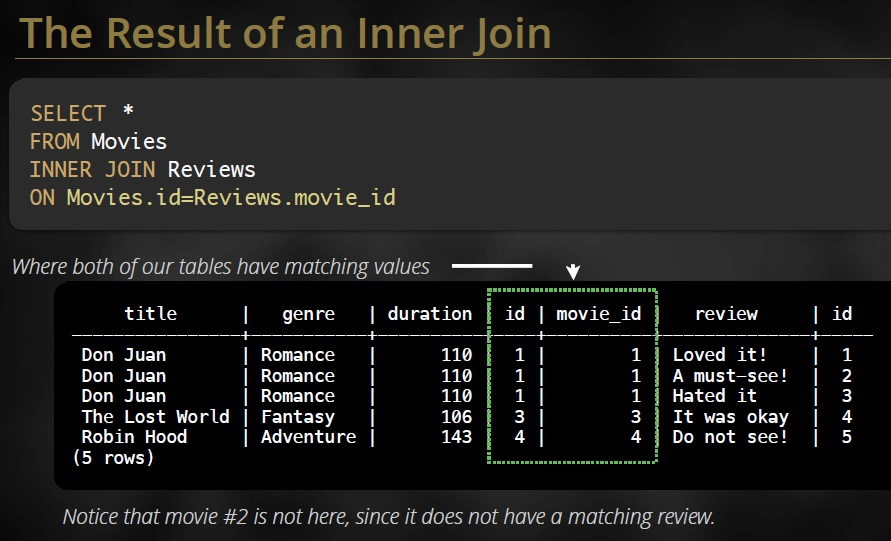 The Result of an Inner Join
SELECT *
FROM Movies
INNER JOIN Reviews
ON Movies.id=Reviews.movie_id
Where both of our tables have matching values
title | genre | duration | id | movie_id | review | id
Don Juan | Romance | 110 | 1 | 1 | Loved it! | 1
Don Juan | Romance | 110 | 1 | 1 | A must-see! | 2
Don Juan | Romance | 110 | 1 | 1 | Hated it | 3
The Lost World | Fantasy | 106 | 3 | 3 | It was okay | 4
Robin Hood | Adventure | 143 | 4 | 4 | Do not see! | 5
(5 rows)
Notice that movie #2 is not here, since it does not have a matching review.